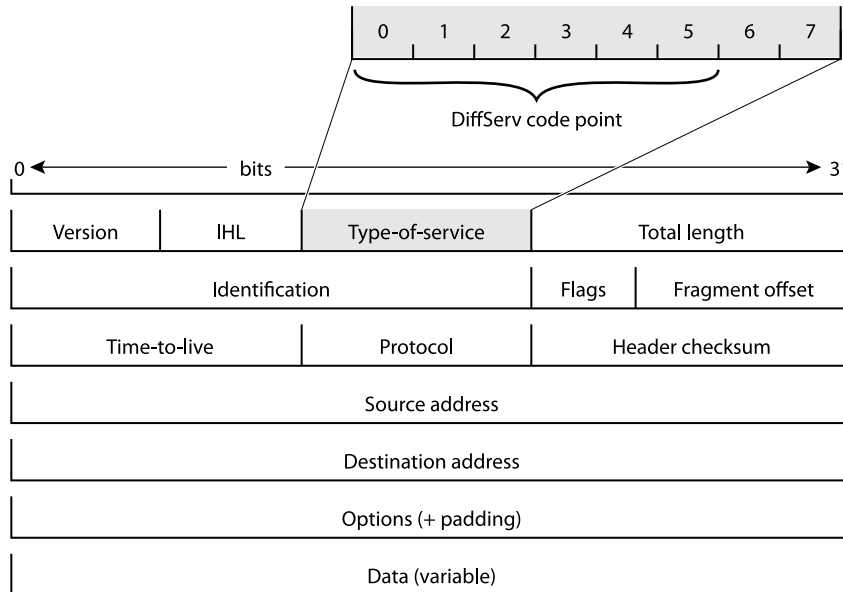 0 1 2 3 4 5 6 7
DiffServ code point
0 bits 31
Version IHL Type-of-service Total length
Identification Flags Fragment offset
Time-to-live Protocol Header checksum
Source address
Destination address
Options (+ padding)
Data (variable)